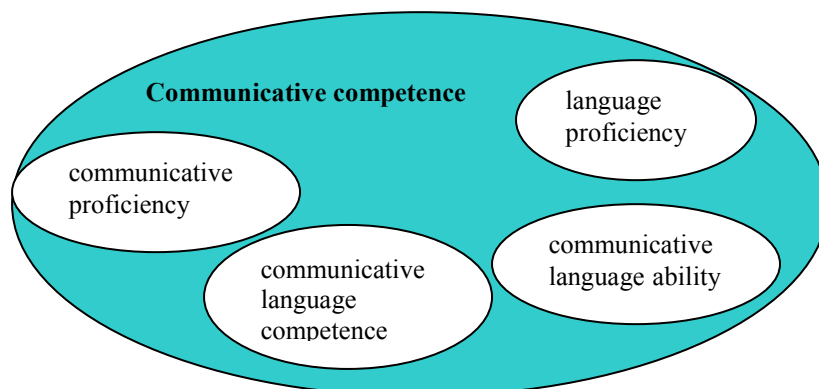 Communicative competence
language
proficiency
communicative
proficiency
communicative
language
competence
communicative
language ability